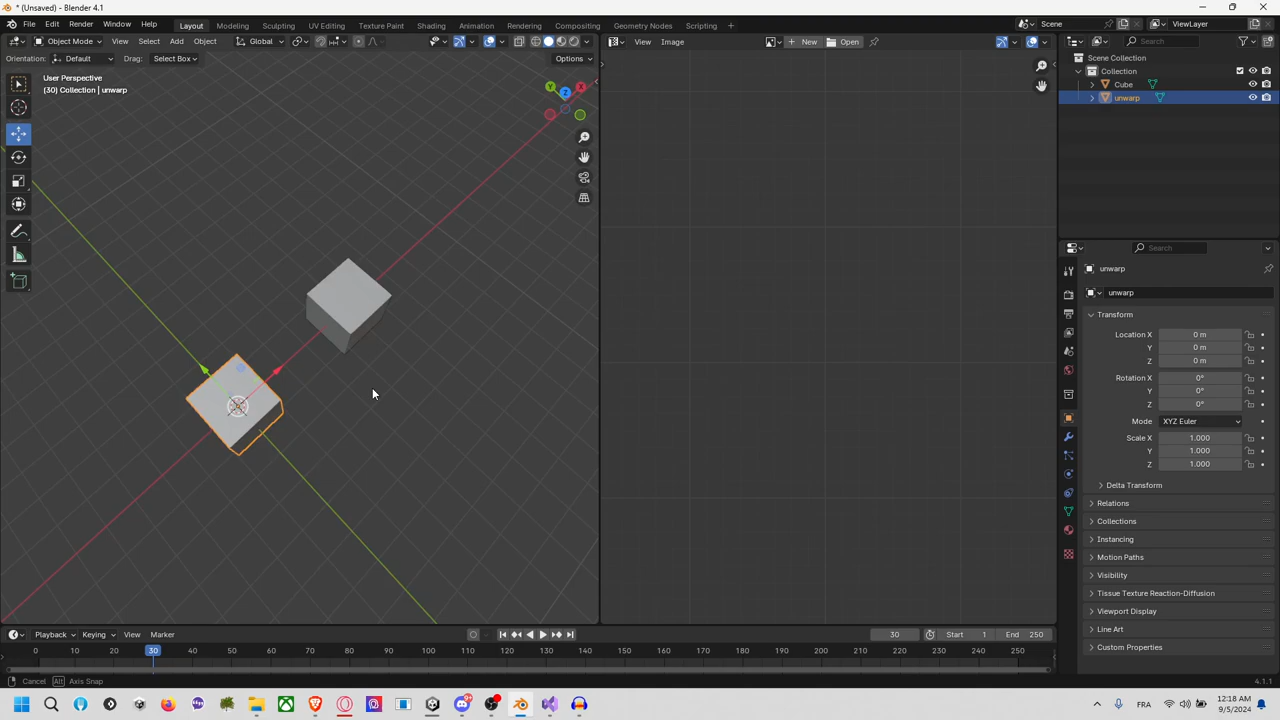 * (Unsaved) - Blender 4.1
File Edit Render Window Help Layout Modeling Sculpting UV Editing Texture Paint Shading Animation Rendering Compositing Geometry Nodes Scripting + Scene ViewLayer
Object Mode View Select Add Object Global View Image New Open Search
Orientation: Default Drag: Select Box Options
User Perspective
(30) Collection | unwarp
Y X Z
Scene Collection
Collection
Cube
unwarp
Search
unwarp
unwarp
Transform
Location X 0 m
Y 0 m
Z 0 m
Rotation X 0°
Y 0°
Z 0°
Mode XYZ Euler
Scale X 1.000
Y 1.000
Z 1.000
Delta Transform
Relations
Collections
Instancing
Motion Paths
Visibility
Tissue Texture Reaction-Diffusion
Viewport Display
Line Art
Custom Properties
Playback Keying View Marker 30 Start 1 End 250
0 10 20 30 40 50 60 70 80 90 100 110 120 130 140 150 160 170 180 190 200 210 220 230 240 250
Cancel Alt Axis Snap 4.1.1
FRA 12:18 AM
9/5/2024